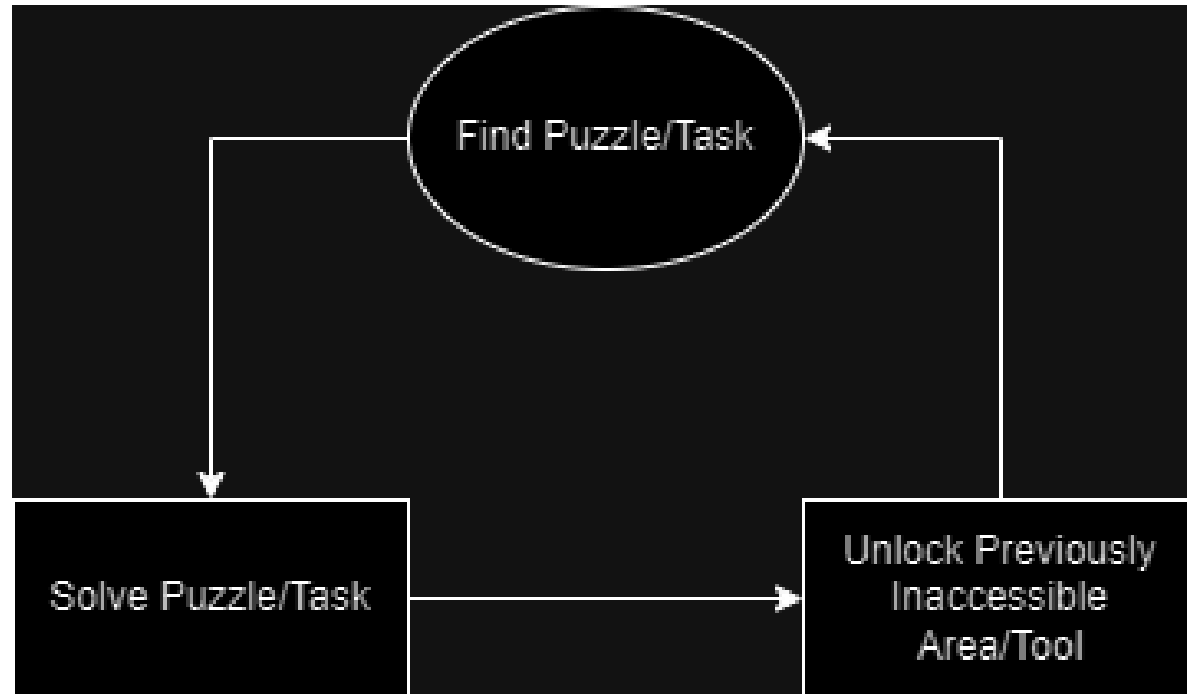 Find Puzzle/Task
Solve Puzzle/Task
Unlock Previously
Inaccessible
Area/Tool